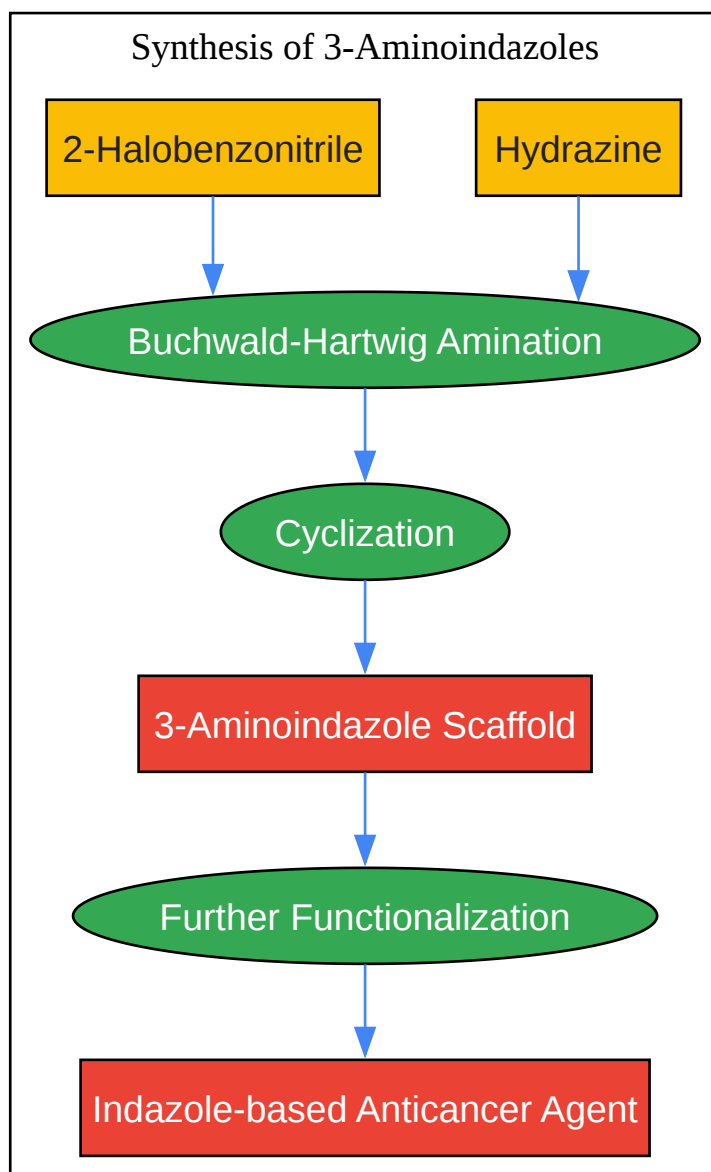 Synthesis of 3-Aminoindazoles
2-Halobenzonitrile
Hydrazine
Buchwald-Hartwig Amination
Cyclization
3-Aminoindazole Scaffold
Further Functionalization
Indazole-based Anticancer Agent